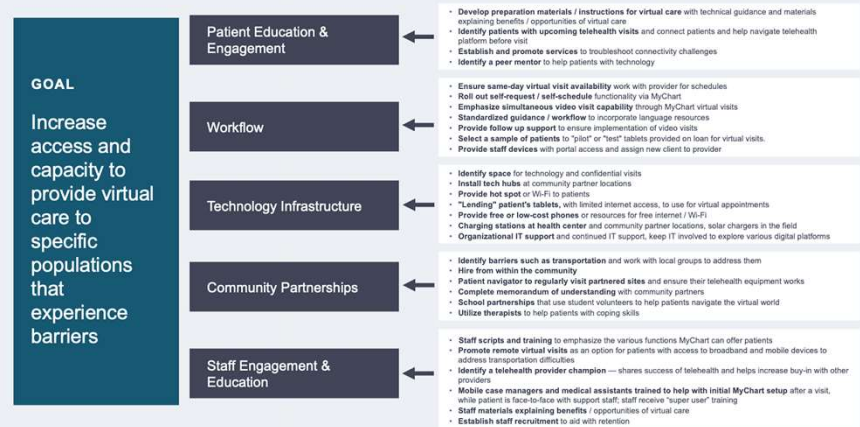 GOAL
Increase
access and
capacity to
provide virtual
care to
specific
populations
that
experience
barriers
Patient Education &
Engagement
• Develop preparation materials / instructions for virtual care with technical guidance and materials
explaining benefits / opportunities of virtual care
• Identify patients with upcoming telehealth visits and connect patients and help navigate telehealth
platform before visit
• Establish and promote services to troubleshoot connectivity challenges
• Identify a peer mentor to help patients with technology
Workflow
• Ensure same-day virtual visit availability work with provider for schedules
• Roll out self-request / self-schedule functionality via MyChart
• Emphasize simultaneous video visit capability through MyChart virtual visits
• Standardized guidance / workflow to incorporate language resources
• Provide follow up support to ensure implementation of video visits
• Select a sample of patients to "pilot" or "test" tablets provided on loan for virtual visits.
• Provide staff devices with portal access and assign new client to provider
Technology Infrastructure
• Identify space for technology and confidential visits
• Install tech hubs at community partner locations
• Provide hot spot or Wi-Fi to patients
• "Lending" patient's tablets, with limited internet access, to use for virtual appointments
• Provide free or low-cost phones or resources for free internet / Wi-Fi
• Charging stations at health center and community partner locations, solar chargers in the field
• Organizational IT support and continued IT support, keep IT involved to explore various digital platforms
Community Partnerships
• Identify barriers such as transportation and work with local groups to address them
• Hire from within the community
• Patient navigator to regularly visit partnered sites and ensure their telehealth equipment works
• Complete memorandum of understanding with community partners
• School partnerships that use student volunteers to help patients navigate the virtual world
• Utilize therapists to help patients with coping skills
Staff Engagement &
Education
• Staff scripts and training to emphasize the various functions MyChart can offer patients
• Promote remote virtual visits as an option for patients with access to broadband and mobile devices to
address transportation difficulties
• Identify a telehealth provider champion — shares success of telehealth and helps increase buy-in with other
providers
• Mobile case managers and medical assistants trained to help with initial MyChart setup after a visit,
while patient is face-to-face with support staff; staff receive "super user" training
• Staff materials explaining benefits / opportunities of virtual care
• Establish staff recruitment to aid with retention